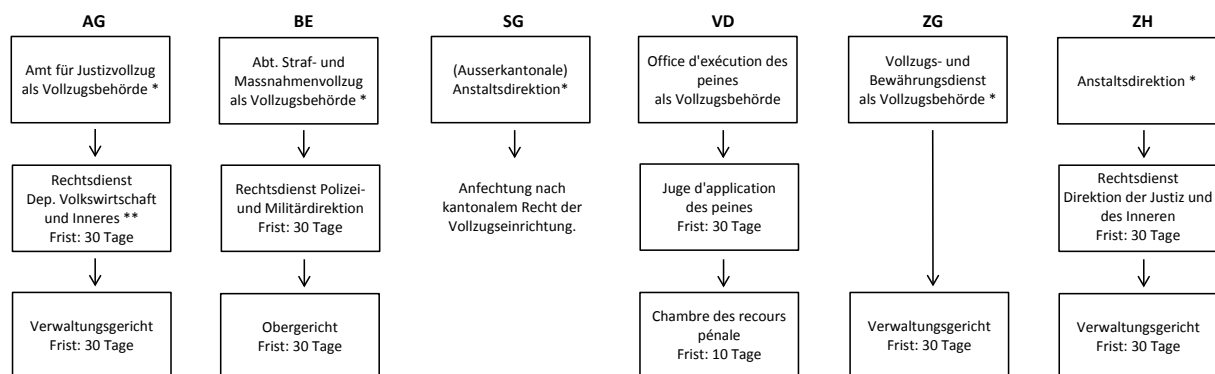 AG
Amt für Justizvollzug
als Vollzugsbehörde *
Rechtsdienst
Dep. Volkswirtschaft
und Inneres **
Frist: 30 Tage
Verwaltungsgericht
Frist: 30 Tage
BE
Abt. Straf- und
Massnahmenvollzug
als Vollzugsbehörde *
Rechtsdienst Polizei-
und Militärdirektion
Frist: 30 Tage
Obergericht
Frist: 30 Tage
SG
(Ausserkantonale)
Anstaltsdirektion*
Anfechtung nach
kantonalem Recht der
Vollzugseinrichtung.
VD
Office d'exécution des
peines
als Vollzugsbehörde
Juge d'application
des peines
Frist: 30 Tage
Chambre des recours
pénale
Frist: 10 Tage
ZG
Vollzugs- und
Bewährungsdienst
als Vollzugsbehörde *
Verwaltungsgericht
Frist: 30 Tage
ZH
Anstaltsdirektion *
Rechtsdienst
Direktion der Justiz und
des Inneren
Frist: 30 Tage
Verwaltungsgericht
Frist: 30 Tage